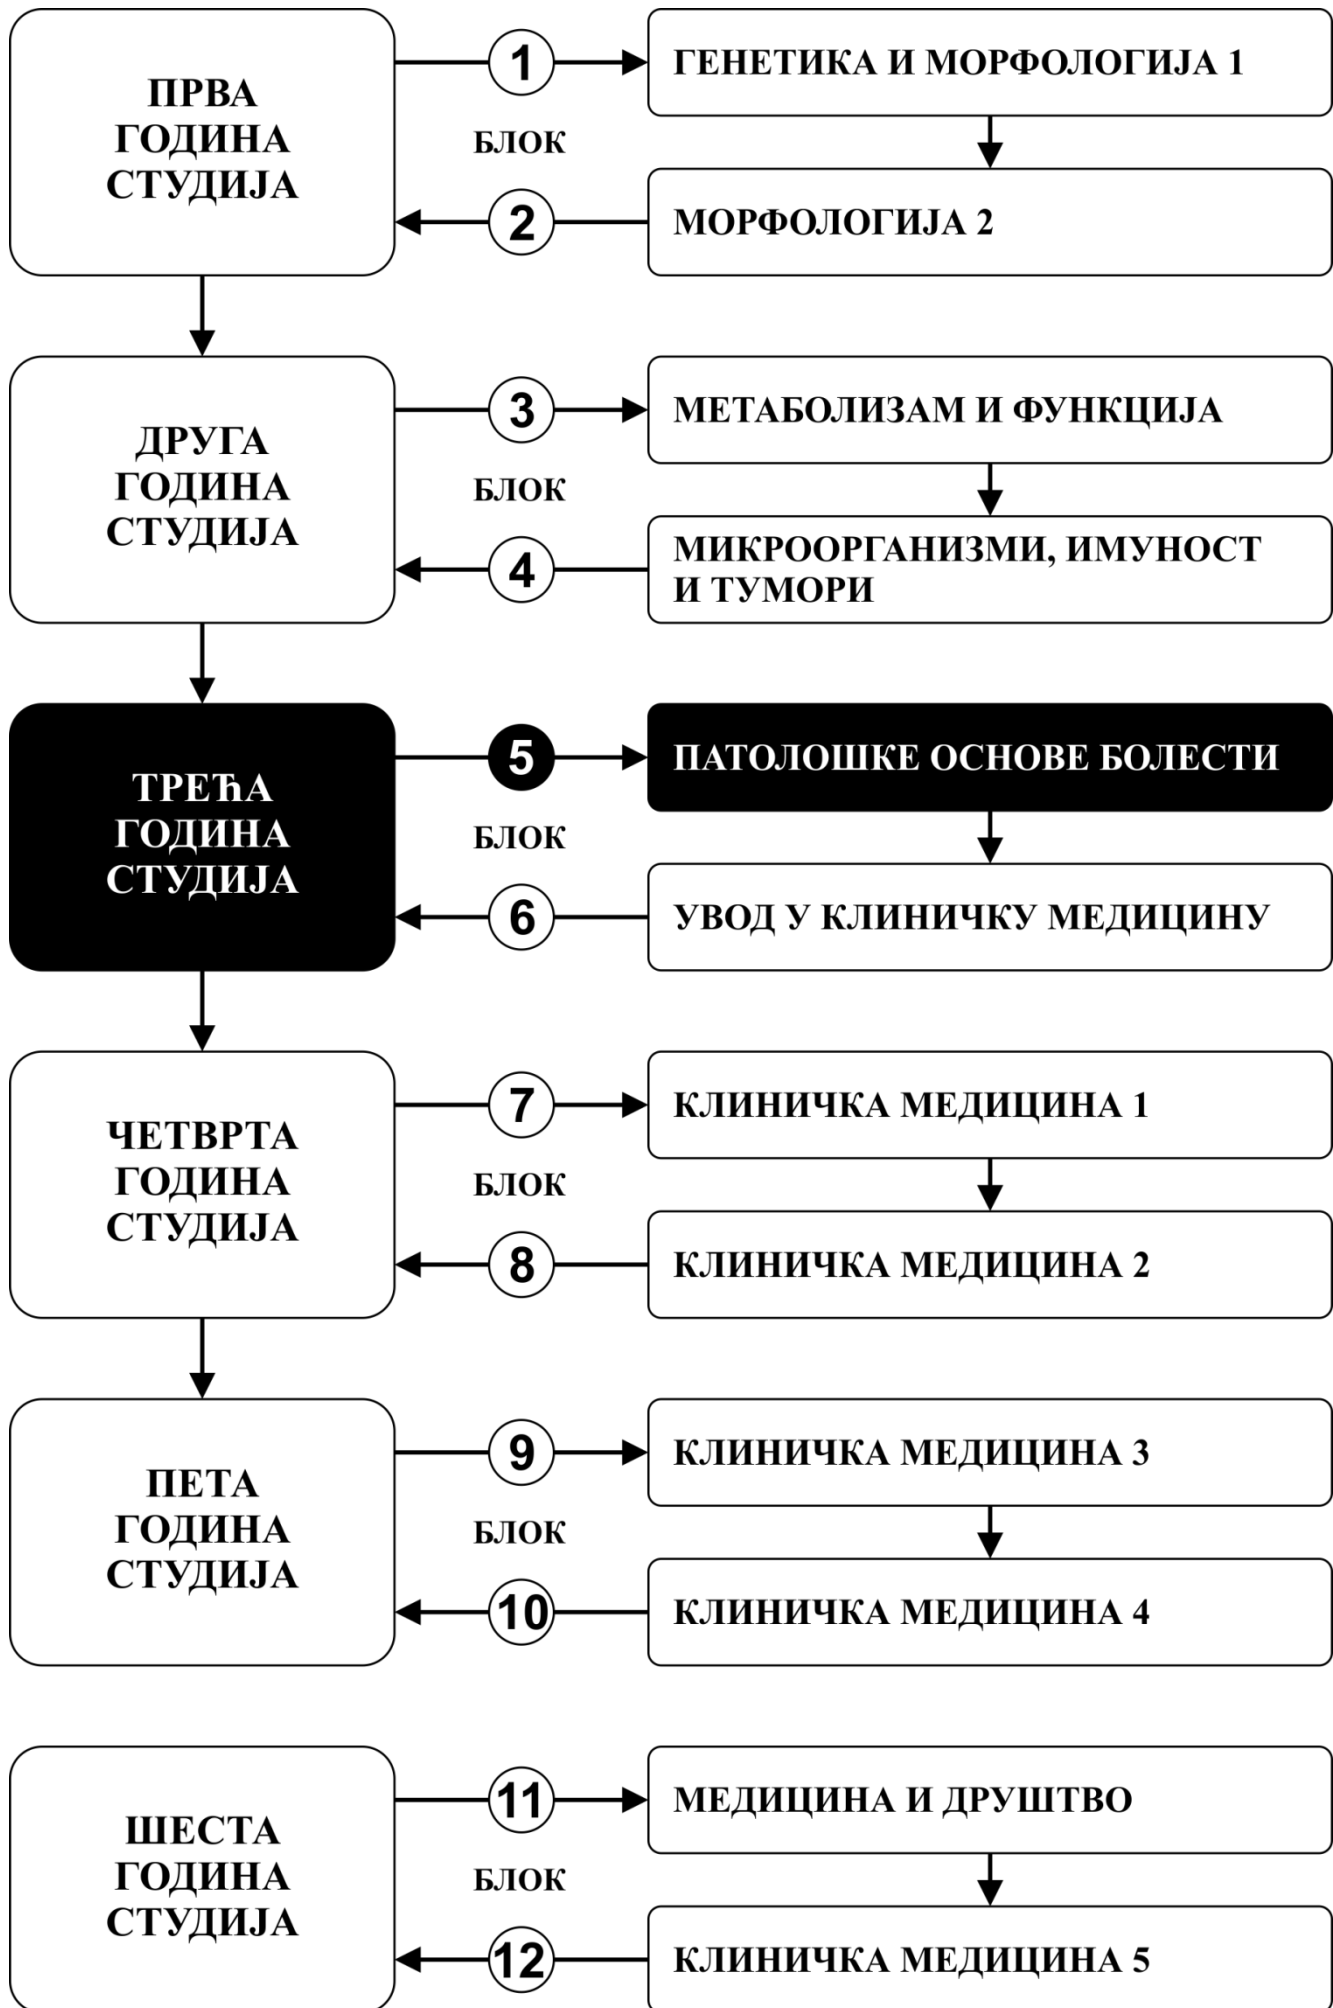 ПРВА
ГОДИНА
СТУДИЈА
1
БЛОК
2
ГЕНЕТИКА И МОРФОЛОГИЈА 1
МОРФОЛОГИЈА 2
ДРУГА
ГОДИНА
СТУДИЈА
3
БЛОК
4
МЕТАБОЛИЗАМ И ФУНКЦИЈА
МИКРООРГАНИЗМИ, ИМУНОСТ
И ТУМОРИ
ТРЕЋА
ГОДИНА
СТУДИЈА
5
БЛОК
6
ПАТОЛОШКЕ ОСНОВЕ БОЛЕСТИ
УВОД У КЛИНИЧКУ МЕДИЦИНУ
ЧЕТВРТА
ГОДИНА
СТУДИЈА
7
БЛОК
8
КЛИНИЧКА МЕДИЦИНА 1
КЛИНИЧКА МЕДИЦИНА 2
ПЕТА
ГОДИНА
СТУДИЈА
9
БЛОК
10
КЛИНИЧКА МЕДИЦИНА 3
КЛИНИЧКА МЕДИЦИНА 4
ШЕСТА
ГОДИНА
СТУДИЈА
11
БЛОК
12
МЕДИЦИНА И ДРУШТВО
КЛИНИЧКА МЕДИЦИНА 5